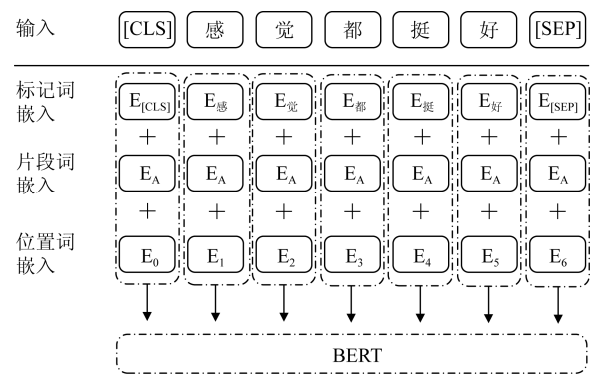 输入 [CLS] 感 觉 都 挺 好 [SEP]
标记词
嵌入 E[CLS] E感 E觉 E都 E挺 E好 E[SEP]
+ + + + + + +
片段词
嵌入 EA EA EA EA EA EA EA
+ + + + + + +
位置词
嵌入 E0 E1 E2 E3 E4 E5 E6
BERT